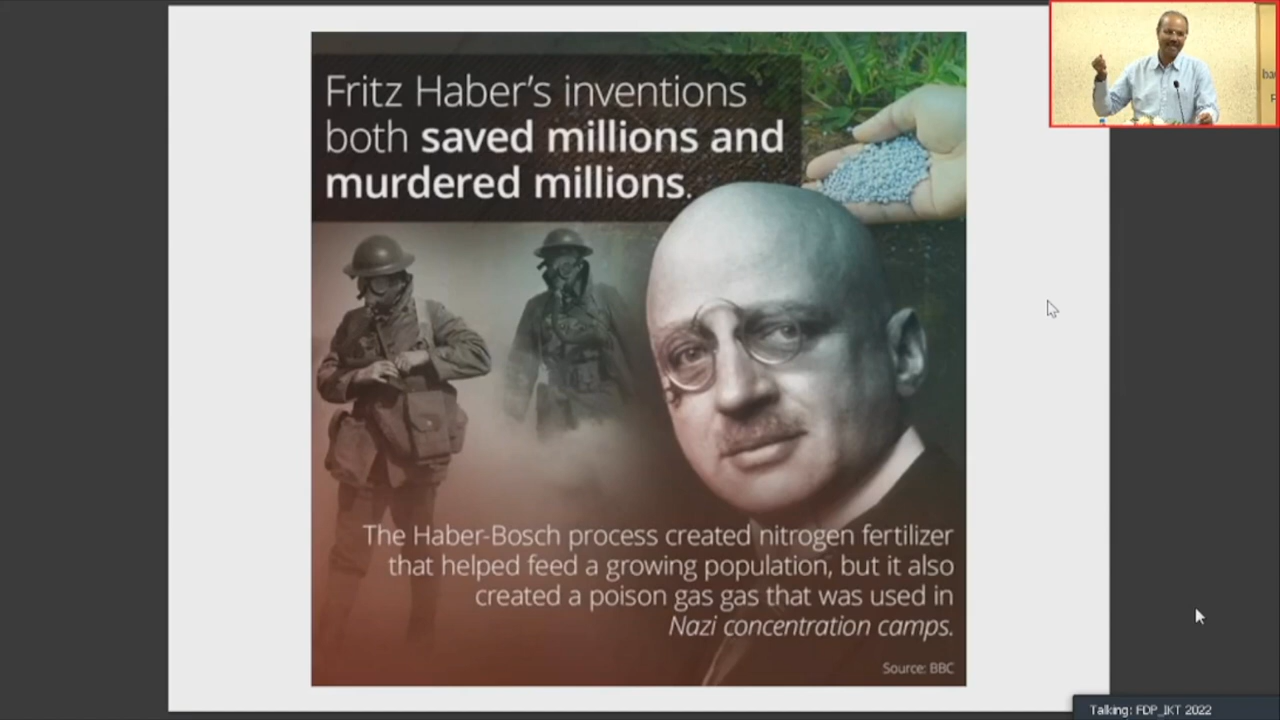 Fritz Haber's inventions
both saved millions and
murdered millions.
The Haber-Bosch process created nitrogen fertilizer
that helped feed a growing population, but it also
created a poison gas gas that was used in
Nazi concentration camps.
Source: BBC
Talking: FDP_IKT 2022